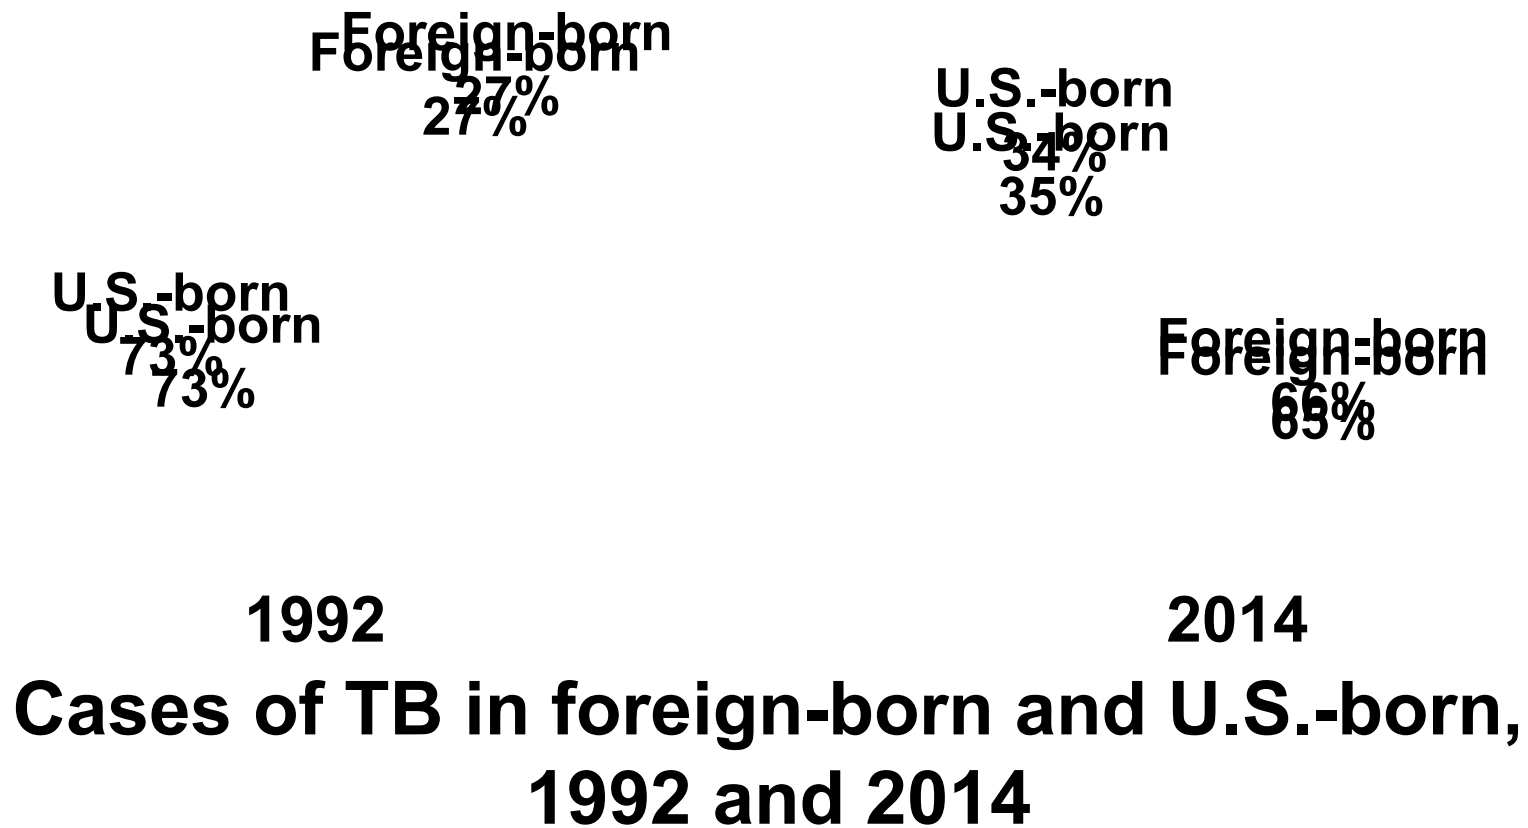 Foreign-born
27%
Foreign-born
27%
U.S.-born
34%
U.S.-born
35%
U.S.-born
73%
U.S.-born
73%
Foreign-born
66%
Foreign-born
65%
1992
2014
Cases of TB in foreign-born and U.S.-born,
1992 and 2014